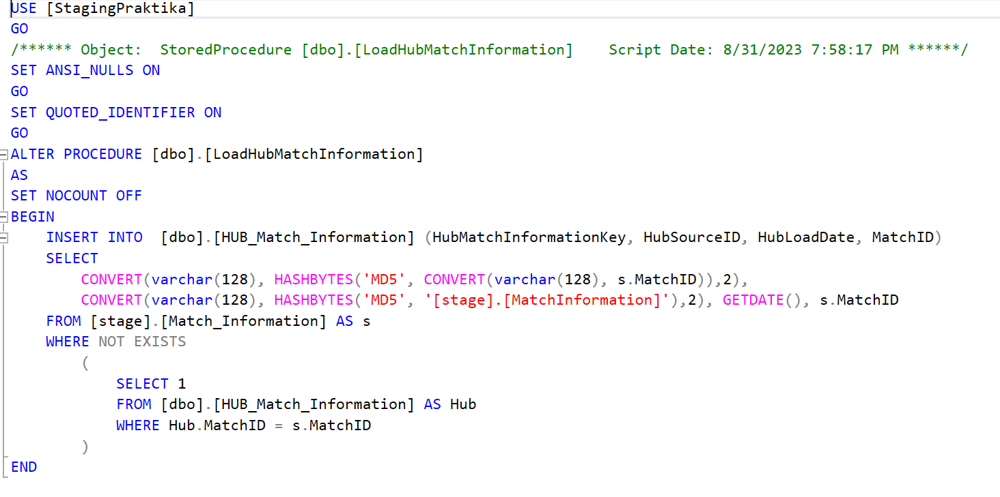 USE [StagingPraktika]
GO
/****** Object:  StoredProcedure [dbo].[LoadHubMatchInformation]    Script Date: 8/31/2023 7:58:17 PM ******/
SET ANSI_NULLS ON
GO
SET QUOTED_IDENTIFIER ON
GO
ALTER PROCEDURE [dbo].[LoadHubMatchInformation]
AS
SET NOCOUNT OFF
BEGIN
    INSERT INTO  [dbo].[HUB_Match_Information] (HubMatchInformationKey, HubSourceID, HubLoadDate, MatchID)
    SELECT
        CONVERT(varchar(128), HASHBYTES('MD5', CONVERT(varchar(128), s.MatchID)),2),
        CONVERT(varchar(128), HASHBYTES('MD5', '[stage].[MatchInformation]'),2), GETDATE(), s.MatchID
    FROM [stage].[Match_Information] AS s
    WHERE NOT EXISTS
        (
            SELECT 1
            FROM [dbo].[HUB_Match_Information] AS Hub
            WHERE Hub.MatchID = s.MatchID
        )
END